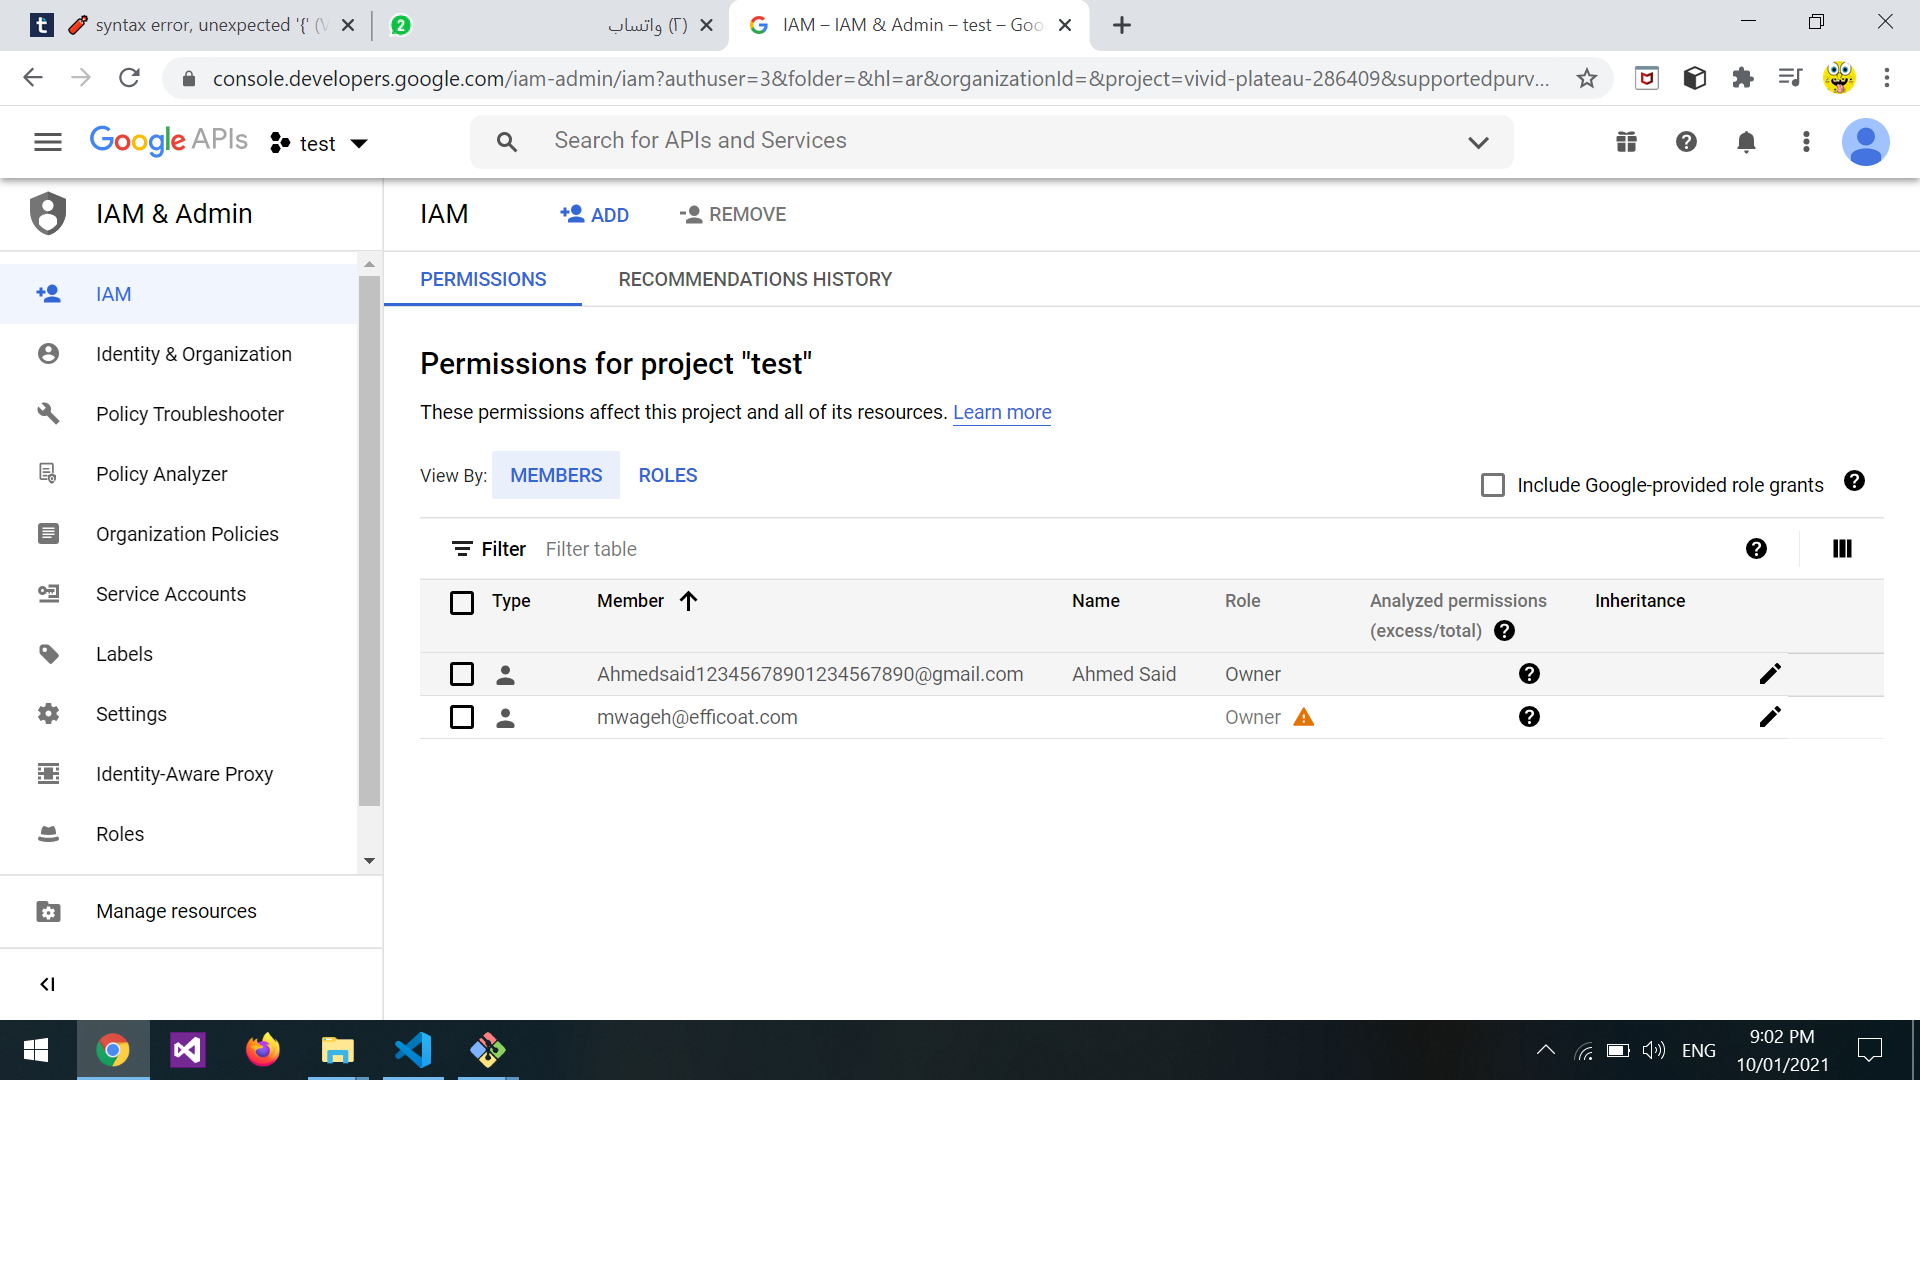 syntax error, unexpected '{' (V
2
(٢) واتساب
IAM – IAM & Admin – test – Goo
console.developers.google.com/iam-admin/iam?authuser=3&folder=&hl=ar&organizationId=&project=vivid-plateau-286409&supportedpurv...
Google APIs
test
Search for APIs and Services
IAM & Admin
IAM
ADD
REMOVE
IAM
Identity & Organization
Policy Troubleshooter
Policy Analyzer
Organization Policies
Service Accounts
Labels
Settings
Identity-Aware Proxy
Roles
Manage resources
PERMISSIONS
RECOMMENDATIONS HISTORY
Permissions for project "test"
These permissions affect this project and all of its resources. Learn more
View By: MEMBERS ROLES
Include Google-provided role grants
Filter Filter table
Type Member Name Role Analyzed permissions (excess/total) Inheritance
Ahmedsaid12345678901234567890@gmail.com Ahmed Said Owner
mwageh@efficoat.com Owner
ENG
9:02 PM
10/01/2021